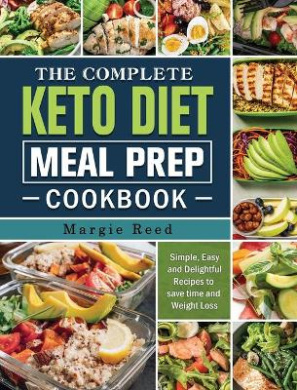 THE COMPLETE
KETO DIET
MEAL PREP
COOKBOOK
Margie Reed
Simple, Easy
and Delightful
Recipes to
save time and
Weight Loss